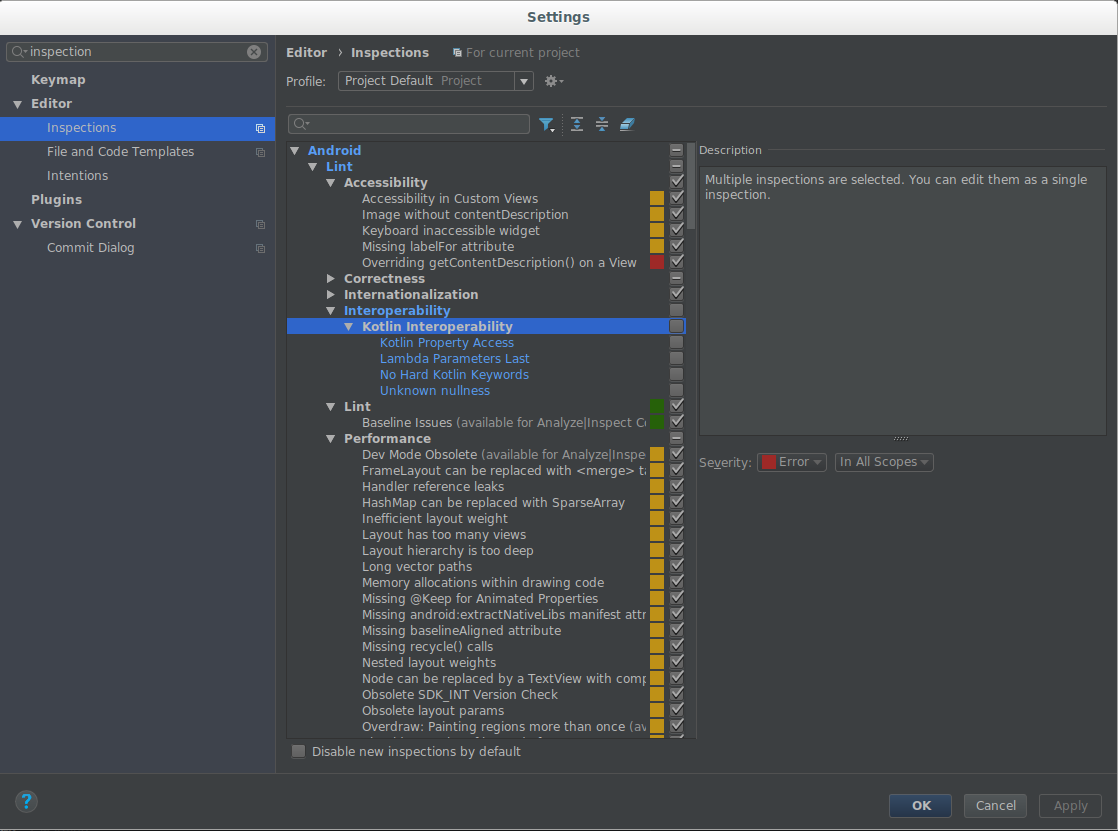 Settings
inspection
Keymap
Editor
Inspections
File and Code Templates
Intentions
Plugins
Version Control
Commit Dialog
Editor › Inspections For current project
Profile: Project Default Project
Android
Lint
Accessibility
Accessibility in Custom Views
Image without contentDescription
Keyboard inaccessible widget
Missing labelFor attribute
Overriding getContentDescription() on a View
Correctness
Internationalization
Interoperability
Kotlin Interoperability
Kotlin Property Access
Lambda Parameters Last
No Hard Kotlin Keywords
Unknown nullness
Lint
Baseline Issues (available for Analyze|Inspect Co
Performance
Dev Mode Obsolete (available for Analyze|Inspe
FrameLayout can be replaced with <merge> ta
Handler reference leaks
HashMap can be replaced with SparseArray
Inefficient layout weight
Layout has too many views
Layout hierarchy is too deep
Long vector paths
Memory allocations within drawing code
Missing @Keep for Animated Properties
Missing android:extractNativeLibs manifest attr
Missing baselineAligned attribute
Missing recycle() calls
Nested layout weights
Node can be replaced by a TextView with comp
Obsolete SDK_INT Version Check
Obsolete layout params
Overdraw: Painting regions more than once (av
Disable new inspections by default
Description
Multiple inspections are selected. You can edit them as a single
inspection.
Severity: Error In All Scopes
?
OK Cancel Apply